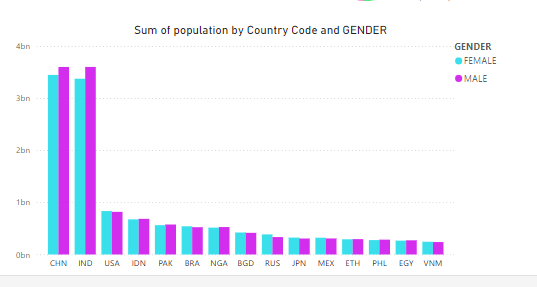 Sum of population by Country Code and GENDER
GENDER
FEMALE
MALE
4bn
3bn
2bn
1bn
0bn
CHN IND USA IDN PAK BRA NGA BGD RUS JPN MEX ETH PHL EGY VNM